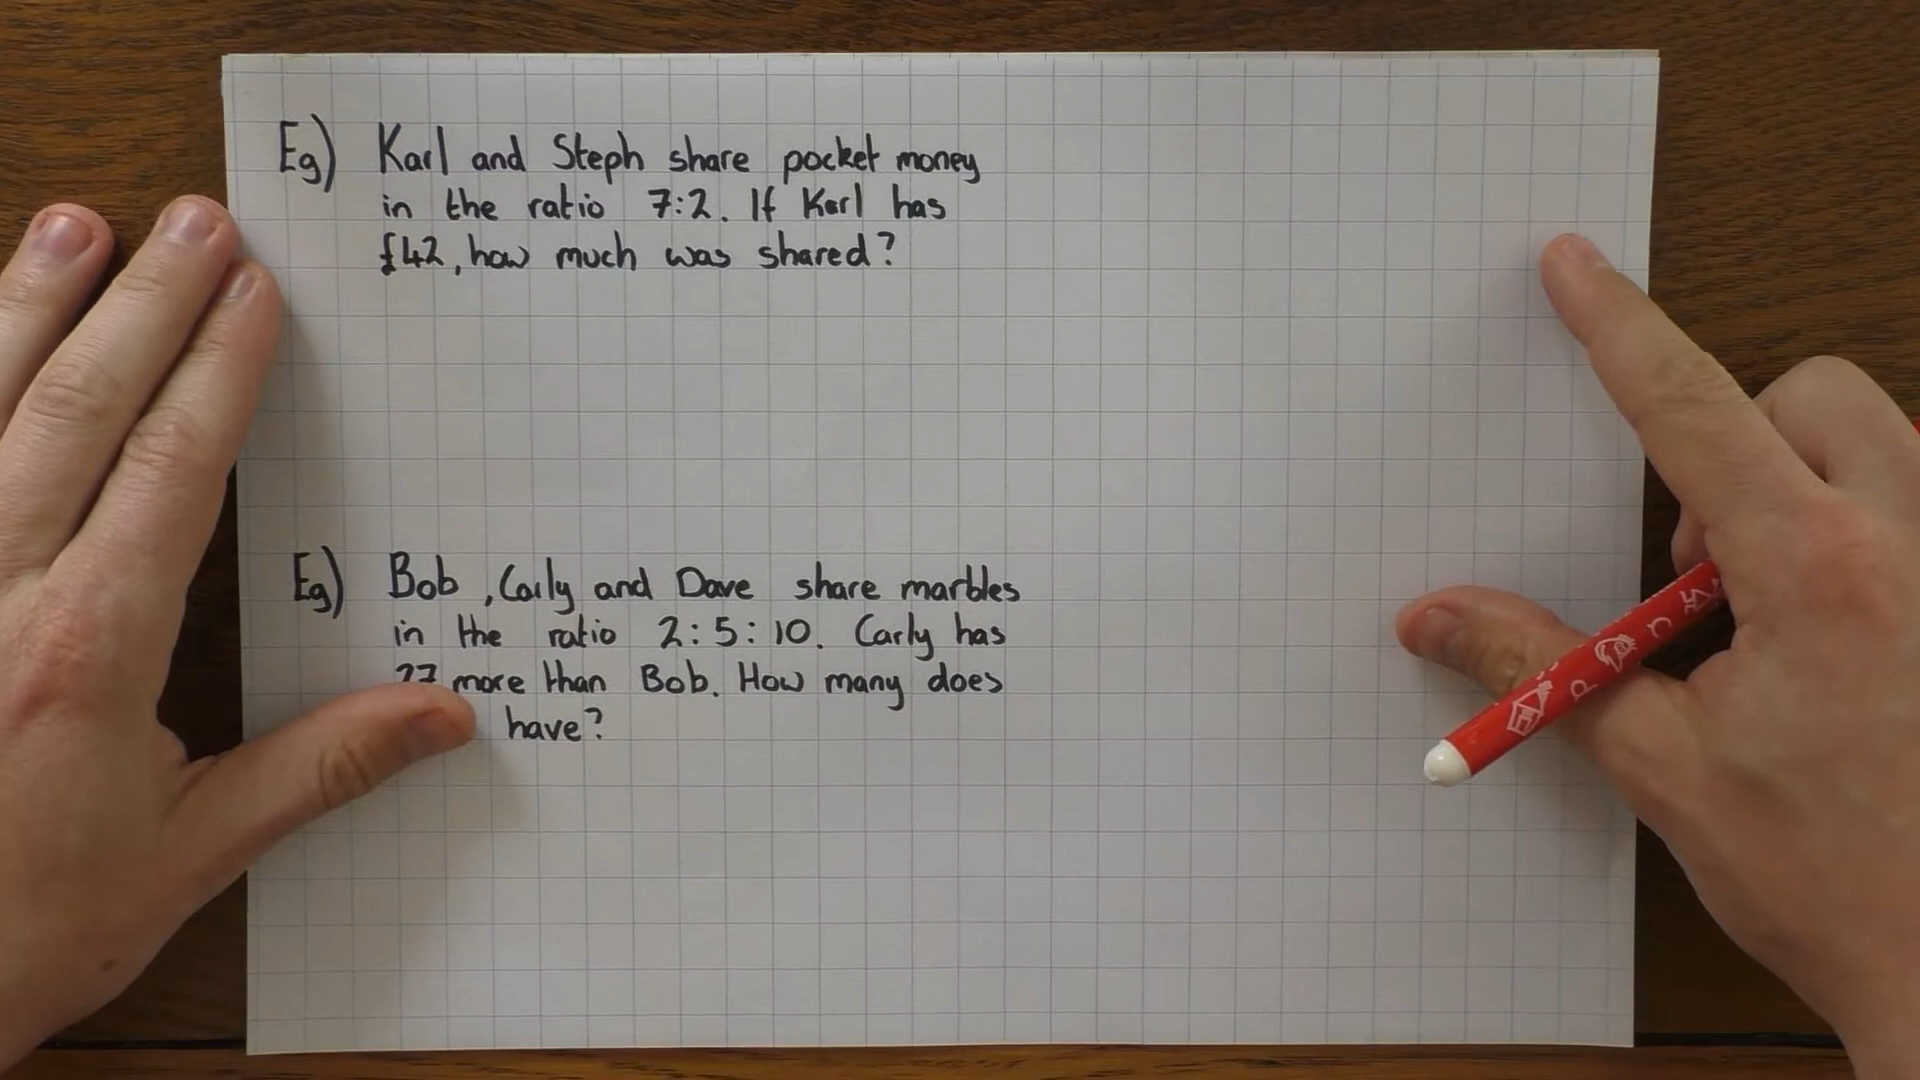 Eg) Karl and Steph share pocket money
in the ratio 7:2. If Karl has
£42, how much was shared?
Eg) Bob, Carly and Dave share marbles
in the ratio 2:5:10. Carly has
27 more than Bob. How many does
have?